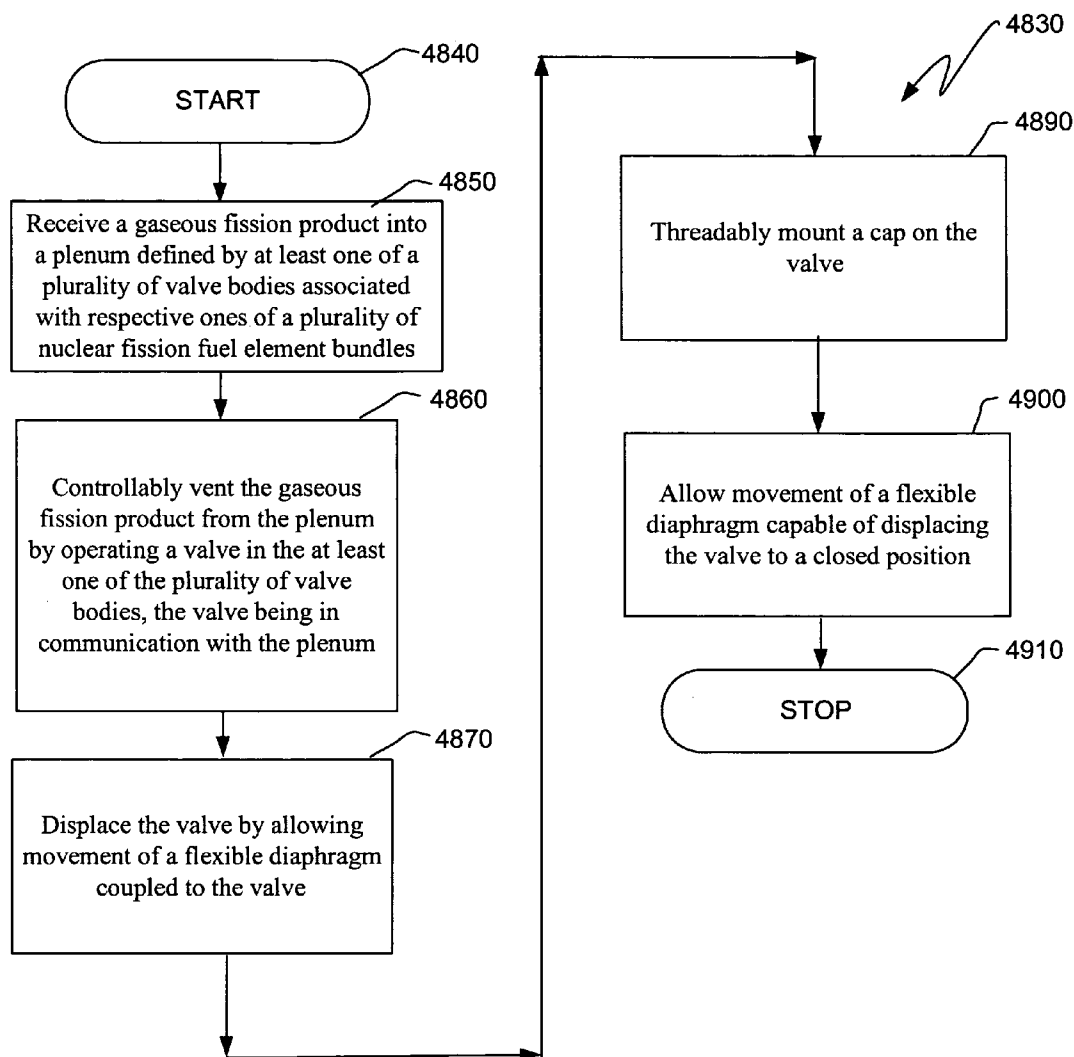 4840
START
4850
Receive a gaseous fission product into
a plenum defined by at least one of a
plurality of valve bodies associated
with respective ones of a plurality of
nuclear fission fuel element bundles
4860
Controllably vent the gaseous
fission product from the plenum
by operating a valve in the at least
one of the plurality of valve
bodies, the valve being in
communication with the plenum
4870
Displace the valve by allowing
movement of a flexible diaphragm
coupled to the valve
4830
4890
Threadably mount a cap on the
valve
4900
Allow movement of a flexible
diaphragm capable of displacing
the valve to a closed position
4910
STOP